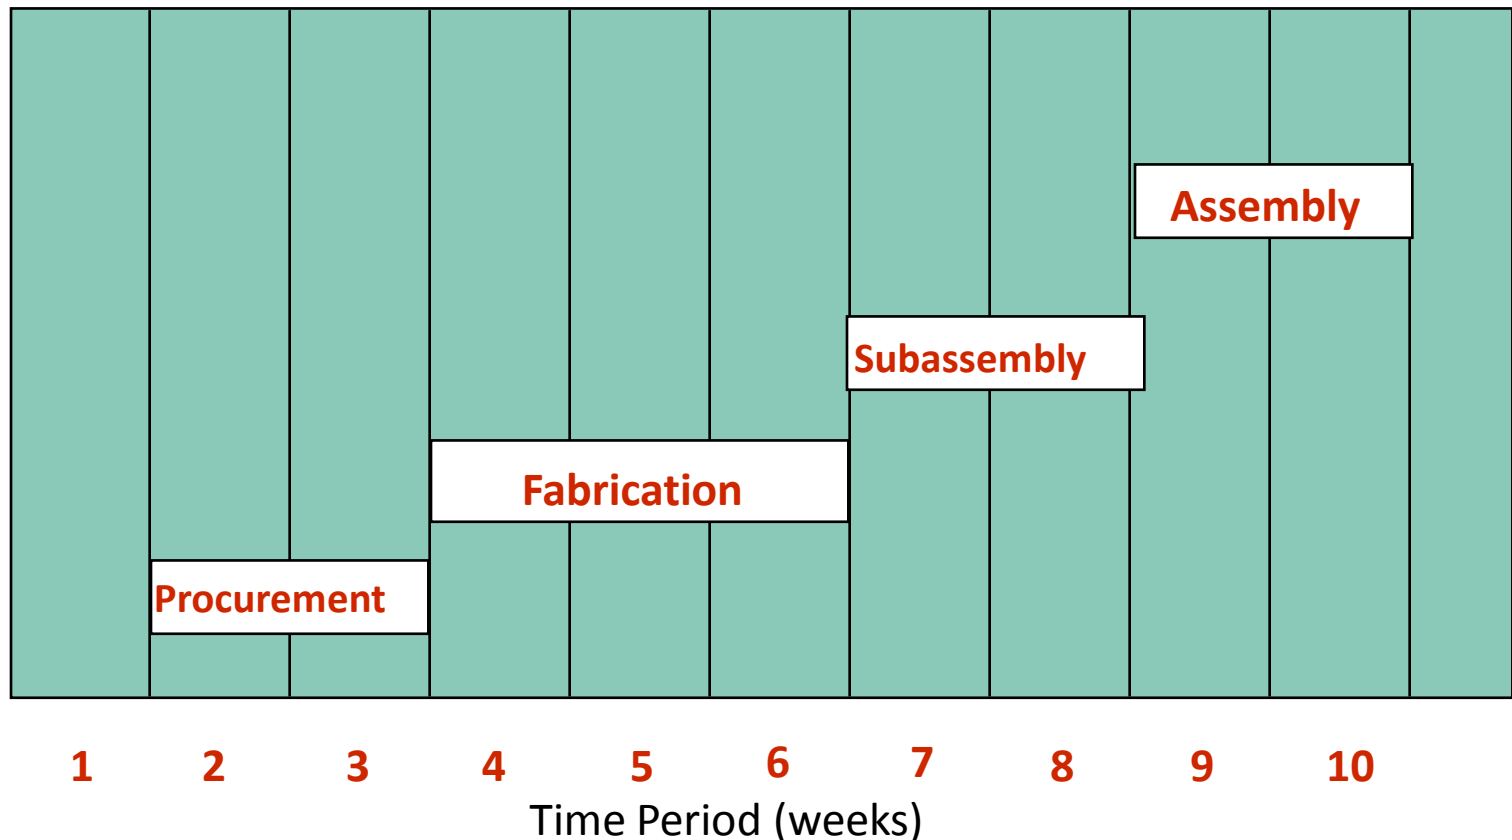 Assembly
Subassembly
Fabrication
Procurement
1 2 3 4 5 6 7 8 9 10
Time Period (weeks)